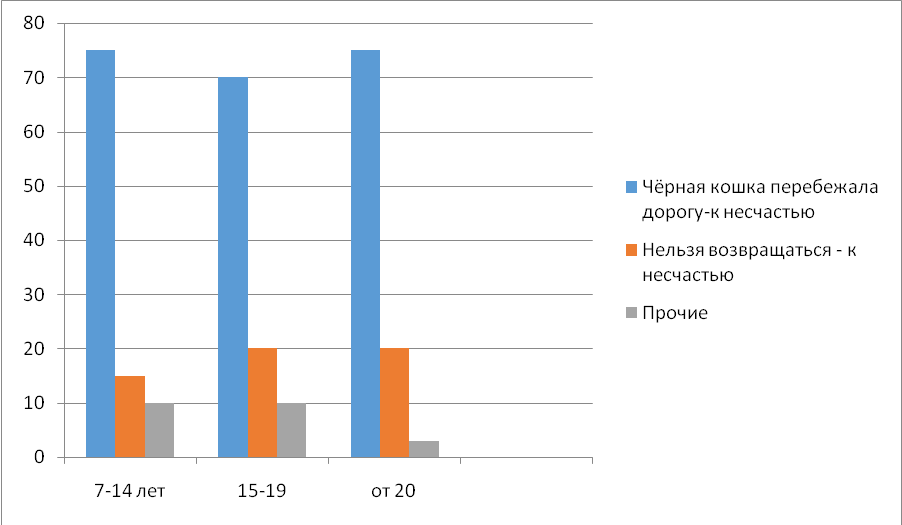 80
70
60
50
40
30
20
10
0
7-14 лет
15-19
от 20
Чёрная кошка перебежала
дорогу-к несчастью
Нельзя возвращаться - к
несчастью
Прочие